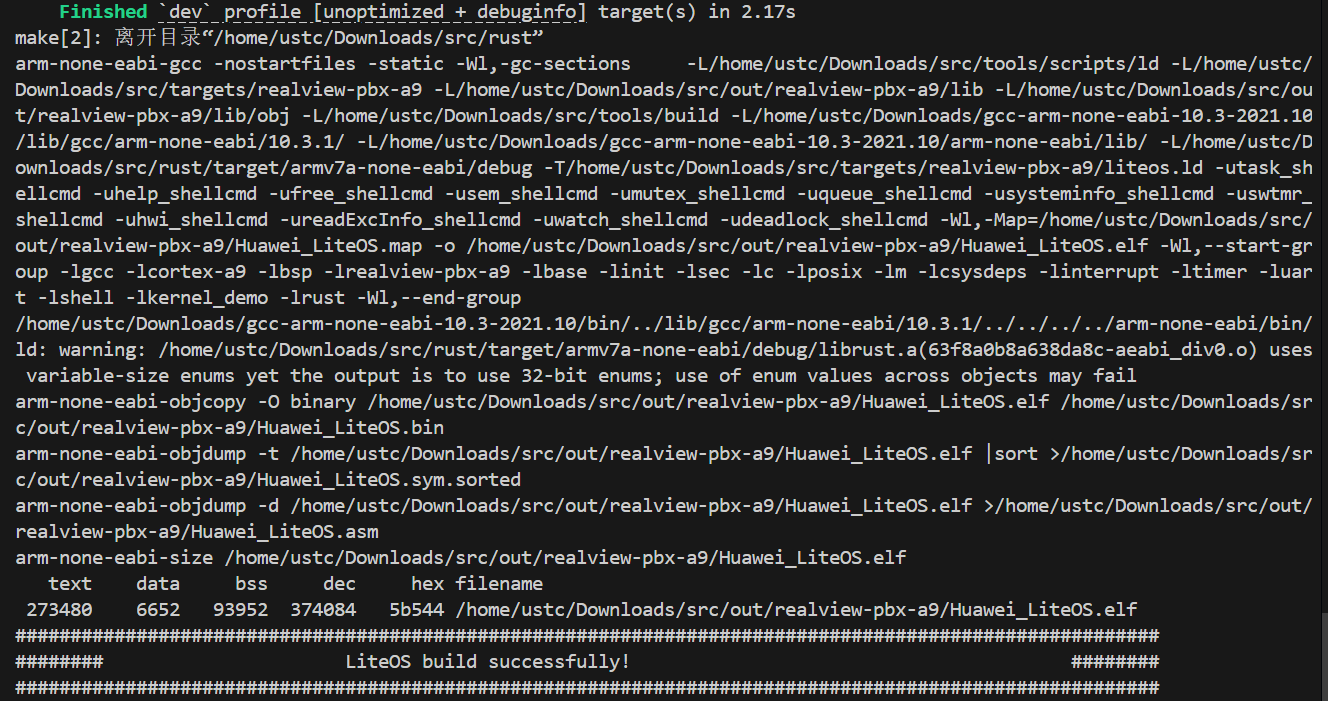 Finished `dev` profile [unoptimized + debuginfo] target(s) in 2.17s
make[2]: 离开目录“/home/ustc/Downloads/src/rust”
arm-none-eabi-gcc -nostartfiles -static -Wl,-gc-sections     -L/home/ustc/Downloads/src/tools/scripts/ld -L/home/ustc/
Downloads/src/targets/realview-pbx-a9 -L/home/ustc/Downloads/src/out/realview-pbx-a9/lib -L/home/ustc/Downloads/src/ou
t/realview-pbx-a9/lib/obj -L/home/ustc/Downloads/src/tools/build -L/home/ustc/Downloads/gcc-arm-none-eabi-10.3-2021.10
/lib/gcc/arm-none-eabi/10.3.1/ -L/home/ustc/Downloads/gcc-arm-none-eabi-10.3-2021.10/arm-none-eabi/lib/ -L/home/ustc/D
ownloads/src/rust/target/armv7a-none-eabi/debug -T/home/ustc/Downloads/src/targets/realview-pbx-a9/liteos.ld -utask_sh
ellcmd -uhelp_shellcmd -ufree_shellcmd -usem_shellcmd -umutex_shellcmd -uqueue_shellcmd -usysteminfo_shellcmd -uswtmr_
shellcmd -uhwi_shellcmd -ureadExcInfo_shellcmd -uwatch_shellcmd -udeadlock_shellcmd -Wl,-Map=/home/ustc/Downloads/src/
out/realview-pbx-a9/Huawei_LiteOS.map -o /home/ustc/Downloads/src/out/realview-pbx-a9/Huawei_LiteOS.elf -Wl,--start-gr
oup -lgcc -lcortex-a9 -lbsp -lrealview-pbx-a9 -lbase -linit -lsec -lc -lposix -lm -lcsysdeps -linterrupt -ltimer -luar
t -lshell -lkernel_demo -lrust -Wl,--end-group
/home/ustc/Downloads/gcc-arm-none-eabi-10.3-2021.10/bin/../lib/gcc/arm-none-eabi/10.3.1/../../../../arm-none-eabi/bin/
ld: warning: /home/ustc/Downloads/src/rust/target/armv7a-none-eabi/debug/librust.a(63f8a0b8a638da8c-aeabi_div0.o) uses
 variable-size enums yet the output is to use 32-bit enums; use of enum values across objects may fail
arm-none-eabi-objcopy -O binary /home/ustc/Downloads/src/out/realview-pbx-a9/Huawei_LiteOS.elf /home/ustc/Downloads/sr
c/out/realview-pbx-a9/Huawei_LiteOS.bin
arm-none-eabi-objdump -t /home/ustc/Downloads/src/out/realview-pbx-a9/Huawei_LiteOS.elf |sort >/home/ustc/Downloads/sr
c/out/realview-pbx-a9/Huawei_LiteOS.sym.sorted
arm-none-eabi-objdump -d /home/ustc/Downloads/src/out/realview-pbx-a9/Huawei_LiteOS.elf >/home/ustc/Downloads/src/out/
realview-pbx-a9/Huawei_LiteOS.asm
arm-none-eabi-size /home/ustc/Downloads/src/out/realview-pbx-a9/Huawei_LiteOS.elf
   text    data     bss     dec     hex filename
 273480    6652   93952  374084   5b544 /home/ustc/Downloads/src/out/realview-pbx-a9/Huawei_LiteOS.elf
########################################################################################################
########                      LiteOS build successfully!                                        ########
########################################################################################################